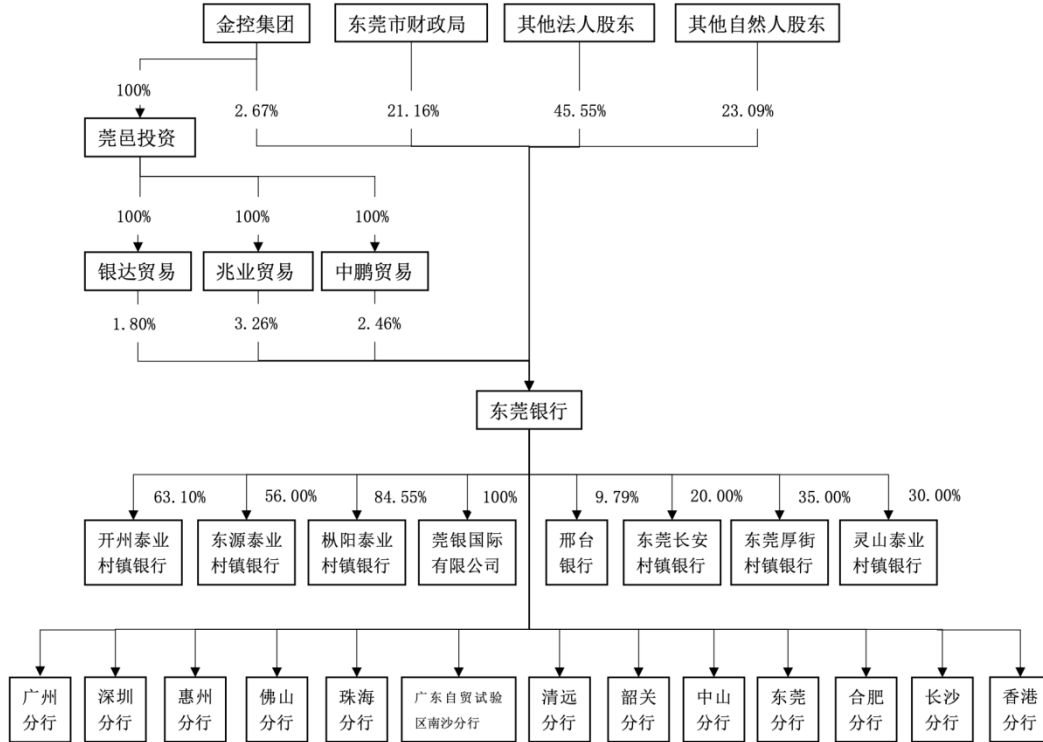 金控集团
东莞市财政局
其他法人股东
其他自然人股东
100%
2.67%
21.16%
45.55%
23.09%
莞邑投资
100%
100%
100%
银达贸易
兆业贸易
中鹏贸易
1.80%
3.26%
2.46%
东莞银行
63.10%
56.00%
84.55%
100%
9.79%
20.00%
35.00%
30.00%
开州泰业
村镇银行
东源泰业
村镇银行
枞阳泰业
村镇银行
莞银国际
有限公司
邢台
银行
东莞长安
村镇银行
东莞厚街
村镇银行
灵山泰业
村镇银行
广州
分行
深圳
分行
惠州
分行
佛山
分行
珠海
分行
广东自贸试验
区南沙分行
清远
分行
韶关
分行
中山
分行
东莞
分行
合肥
分行
长沙
分行
香港
分行